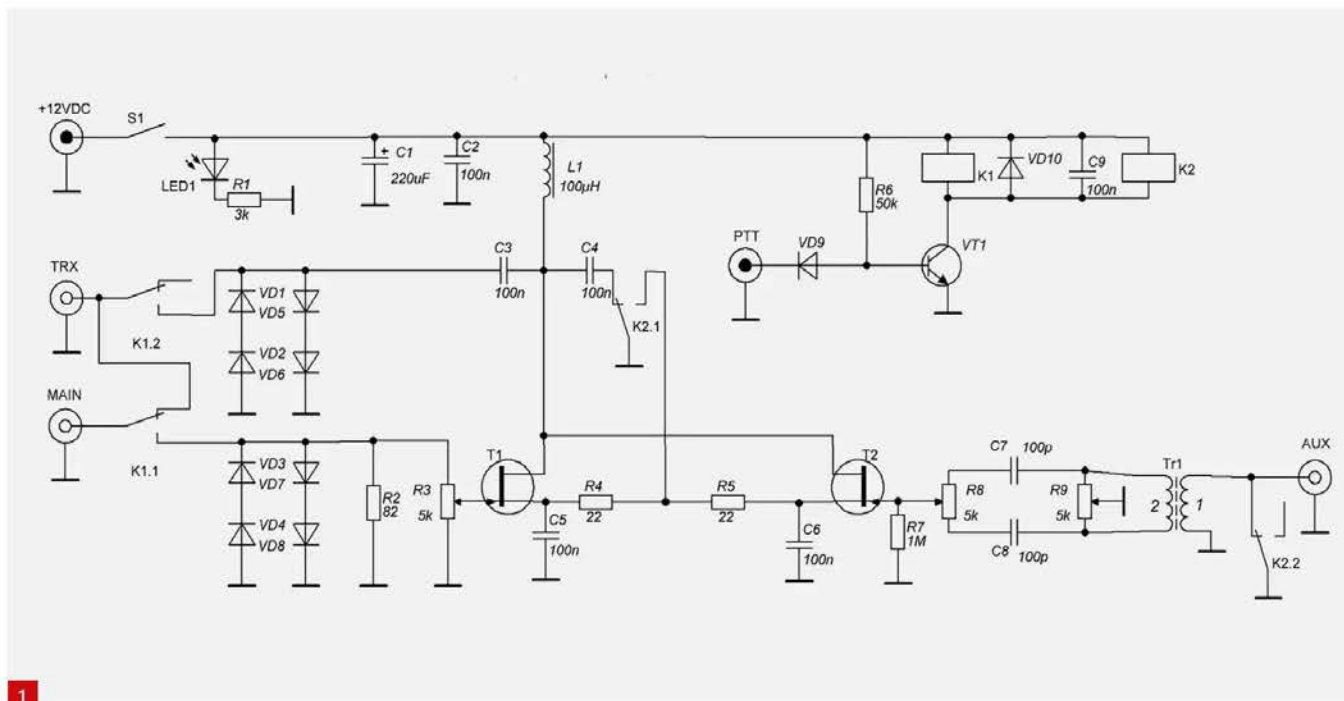 +12VDC
S1
LED1
R1
3k
C1
+
220uF
C2
100n
L1
100µH
R6
50k
K1
VD10
C9
100n
K2
PTT
VD9
VT1
TRX
K1.2
VD1
VD5
VD2
VD6
C3
100n
C4
100n
K2.1
MAIN
K1.1
VD3
VD7
VD4
VD8
R2
82
R3
5k
T1
C5
100n
R4
22
R5
22
C6
100n
T2
R7
1M
R8
5k
C7
100p
C8
100p
R9
5k
Tr1
2
1
AUX
K2.2
1